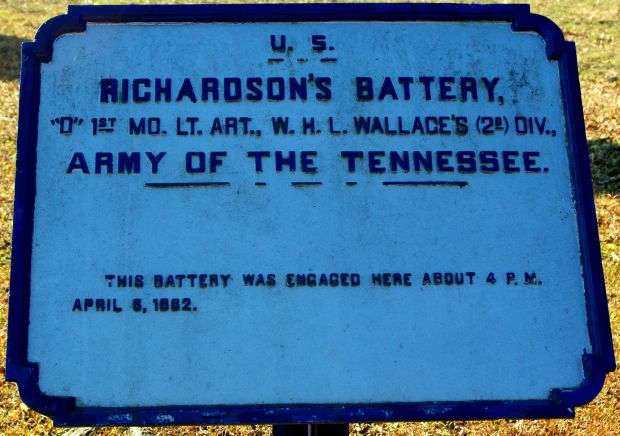 U. S.
RICHARDSON'S BATTERY,
"D" 1ST MO. LT. ART., W. H. L. WALLACE'S (2D) DIV.,
ARMY OF THE TENNESSEE.
THIS BATTERY WAS ENGAGED HERE ABOUT 4 P. M.
APRIL 6, 1862.